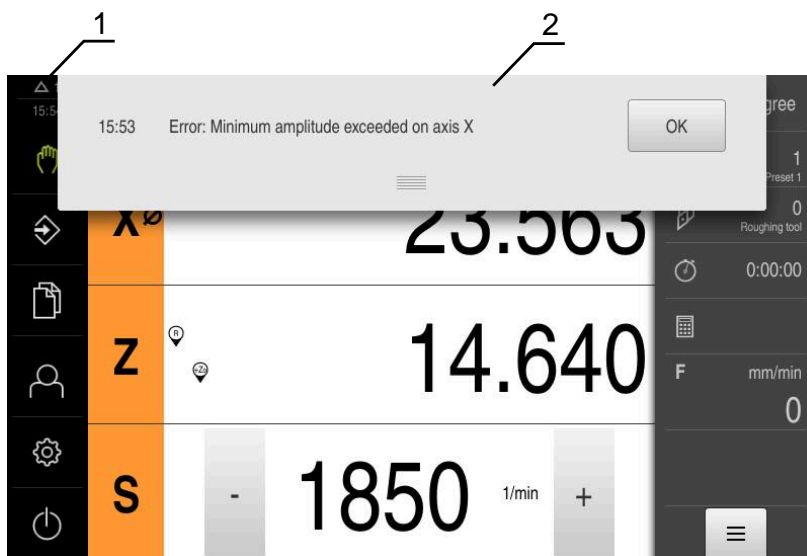 1
2
15:53 Error: Minimum amplitude exceeded on axis X OK
1
Preset 1
X 23.563
0
Roughing tool
0:00:00
Z R 14.640
F mm/min
0
S - 1850 1/min +